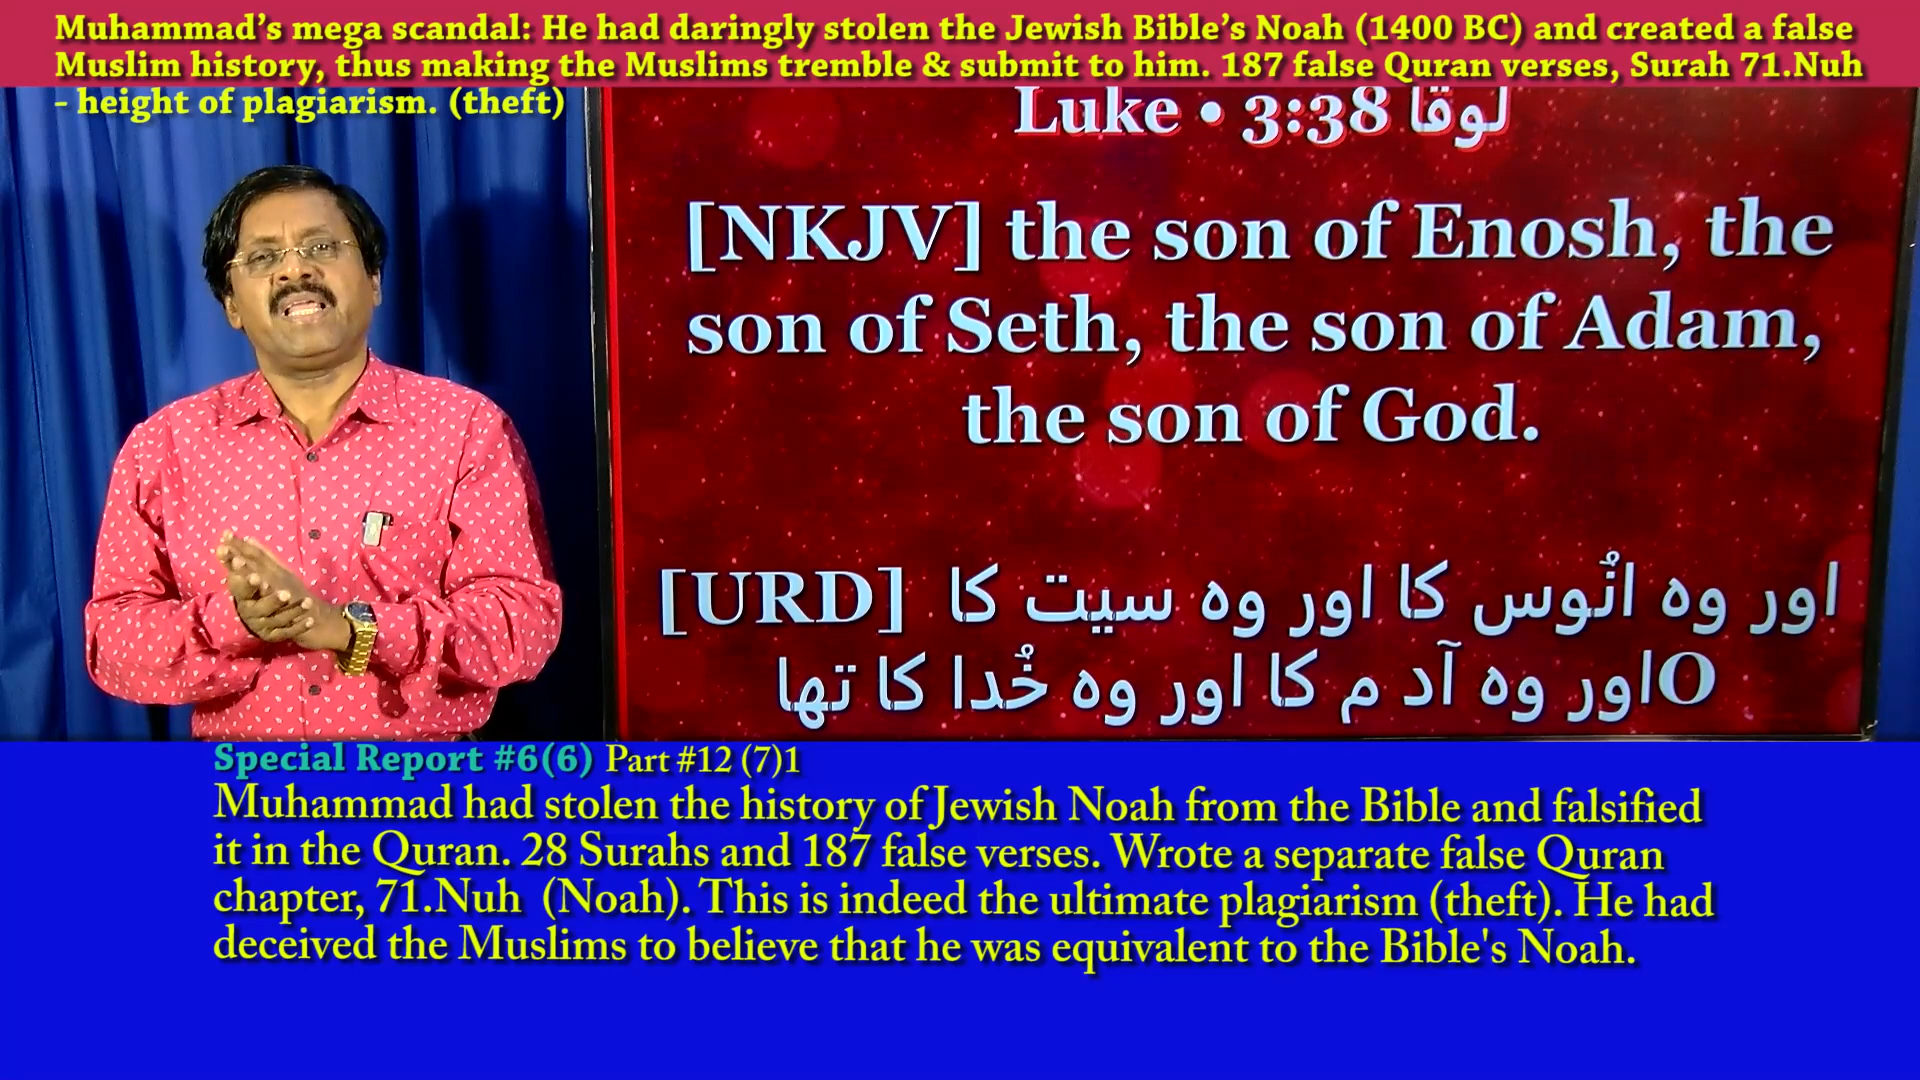 Muhammad’s mega scandal: He had daringly stolen the Jewish Bible’s Noah (1400 BC) and created a false
Muslim history, thus making the Muslims tremble & submit to him. 187 false Quran verses, Surah 71.Nuh
- height of plagiarism. (theft)
Luke • 3:38 لوقا
[NKJV] the son of Enosh, the
son of Seth, the son of Adam,
the son of God.
[URD] اور وہ انُوس کا اور وہ سیت کا
اور وہ آد م کا اور وہ خُدا کا تھاO
Special Report #6(6) Part #12 (7)1
Muhammad had stolen the history of Jewish Noah from the Bible and falsified
it in the Quran. 28 Surahs and 187 false verses. Wrote a separate false Quran
chapter, 71.Nuh (Noah). This is indeed the ultimate plagiarism (theft). He had
deceived the Muslims to believe that he was equivalent to the Bible's Noah.